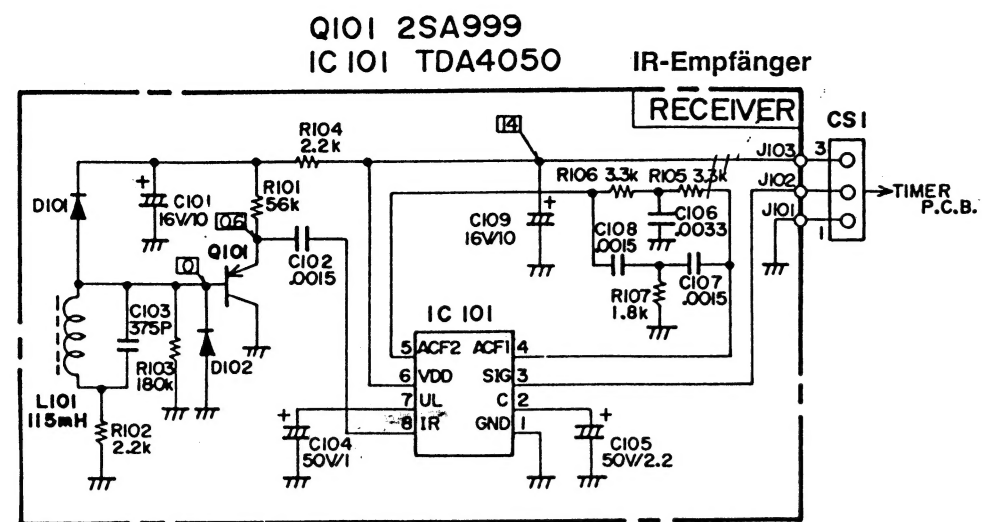 Q101 2SA999
IC101 TDA4050
IR-Empfänger
RECEIVER
CS1
R104
2.2k
14
J103
3
R106 3.3k
R105 3.3k
J102
TIMER
P.C.B.
D101
C101
16V/10
R101
56k
0.6
C109
16V/10
C108
.0015
C106
.0033
J101
1
Q101
C102
.0015
0
C107
.0015
C103
375P
R107
1.8k
IC 101
5 ACF2 ACF1 4
6 VDD SIG 3
7 UL C 2
8 IR GND 1
R103
180k
D102
L101
115mH
R102
2.2k
C104
50V/1
C105
50V/2.2